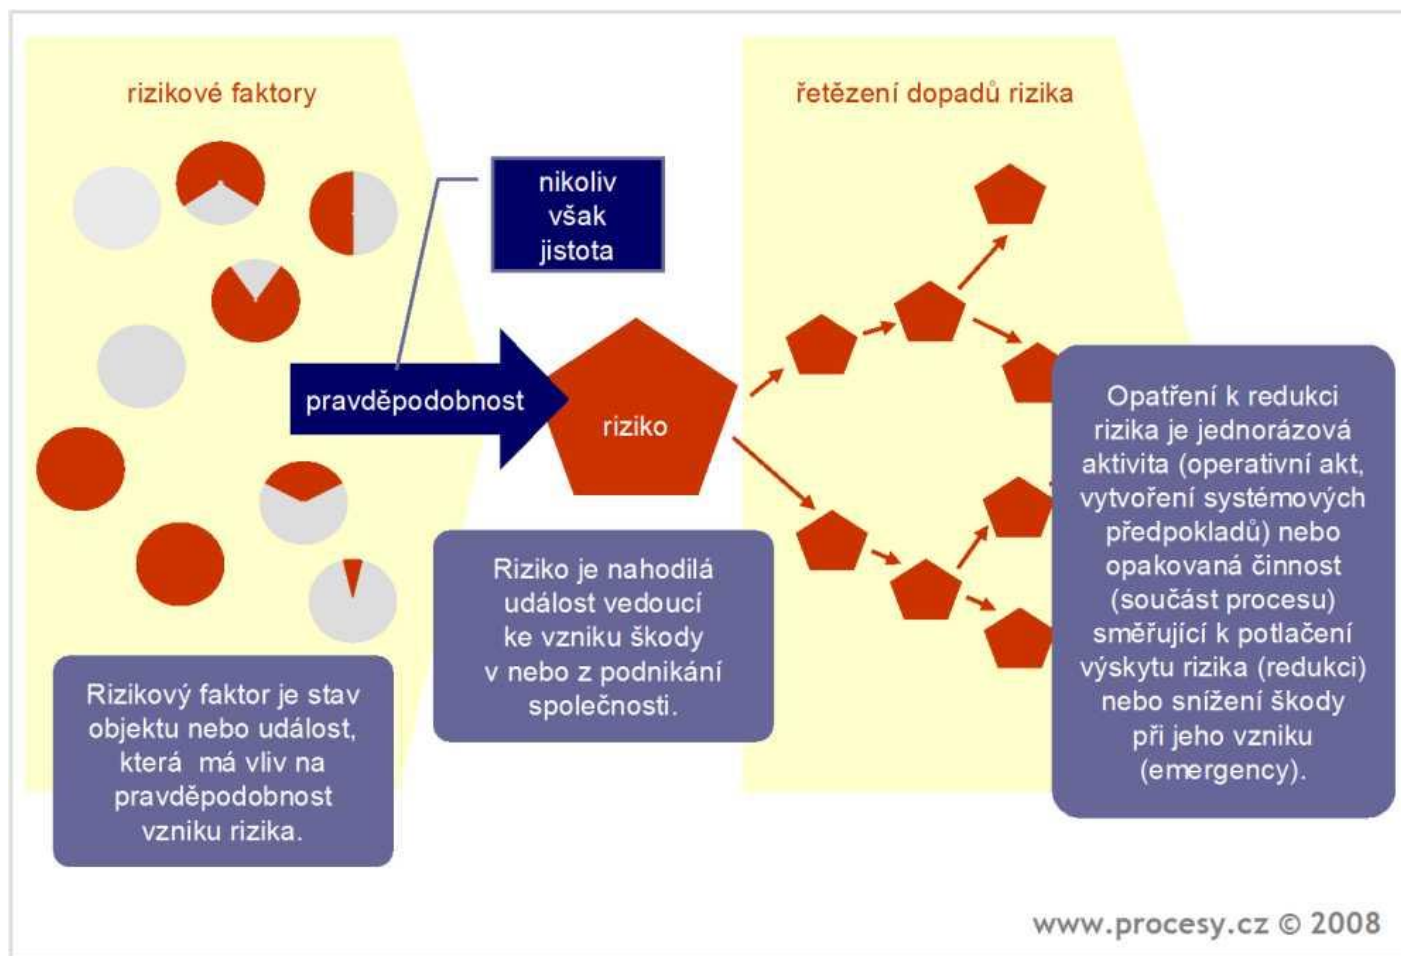 rizikové faktory
řetězení dopadů rizika
nikoliv
však
jistota
pravděpodobnost
riziko
Opatření k redukci
rizika je jednorázová
aktivita (operativní akt,
vytvoření systémových
předpokladů) nebo
opakovaná činnost
(součást procesu)
směřující k potlačení
výskytu rizika (redukci)
nebo snížení škody
při jeho vzniku
(emergency).
Riziko je nahodilá
událost vedoucí
ke vzniku škody
v nebo z podnikání
společnosti.
Rizikový faktor je stav
objektu nebo událost,
která  má vliv na
pravděpodobnost
vzniku rizika.
www.procesy.cz © 2008